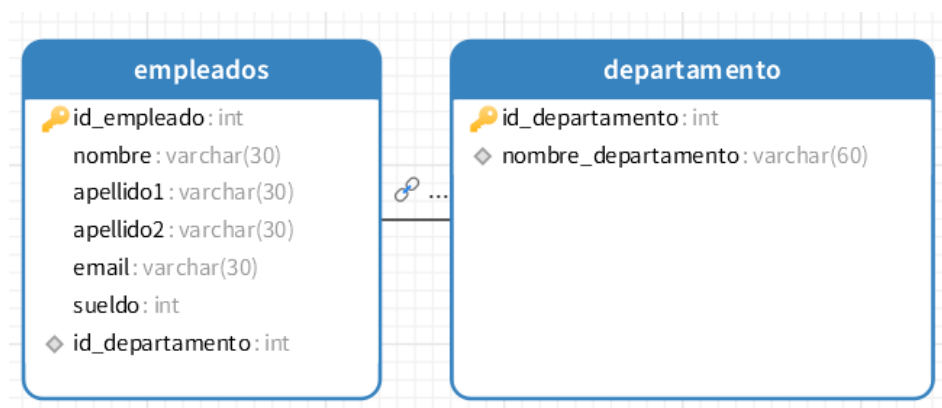 empleados
id_empleado: int
nombre: varchar(30)
apellido1: varchar(30)
apellido2: varchar(30)
email: varchar(30)
sueldo: int
id_departamento: int
...
departamento
id_departamento: int
nombre_departamento: varchar(60)